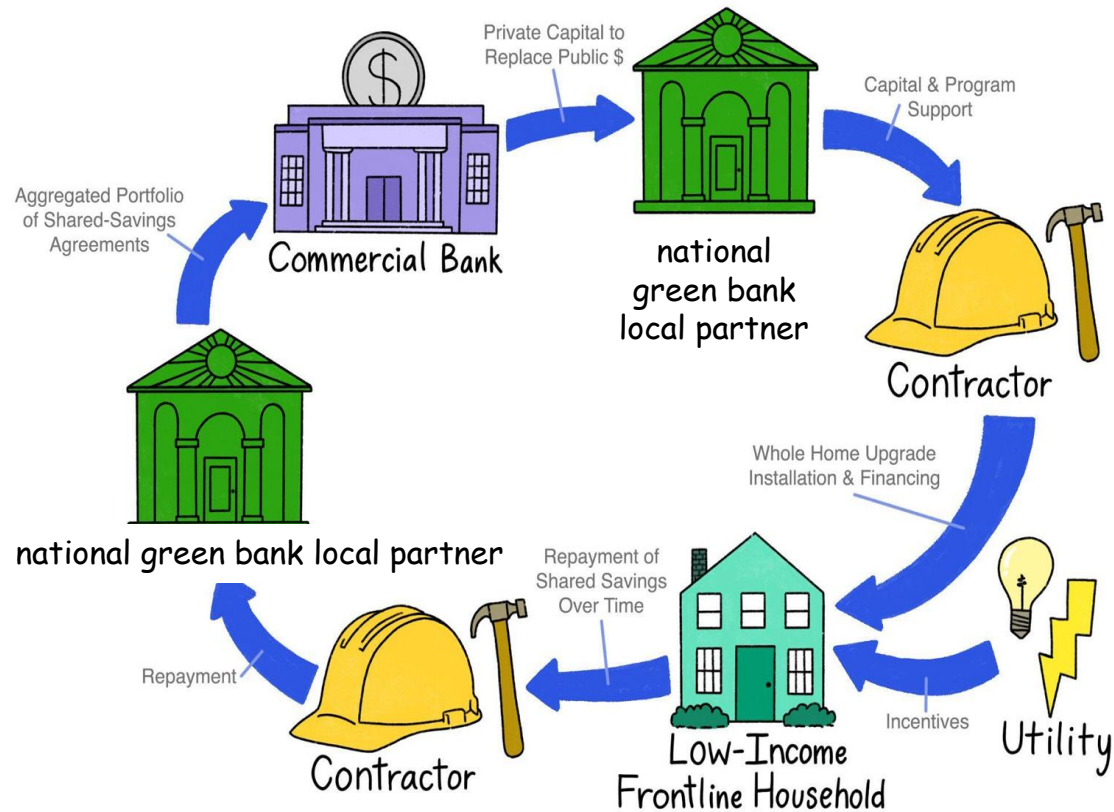 Private Capital to
Replace Public $
$
Capital & Program
Support
Aggregated Portfolio
of Shared-Savings
Agreements
Commercial Bank
national
green bank
local partner
Contractor
Whole Home Upgrade
Installation & Financing
national green bank local partner
Repayment of
Shared Savings
Over Time
Repayment
Incentives
Utility
Contractor
Low-Income
Frontline Household